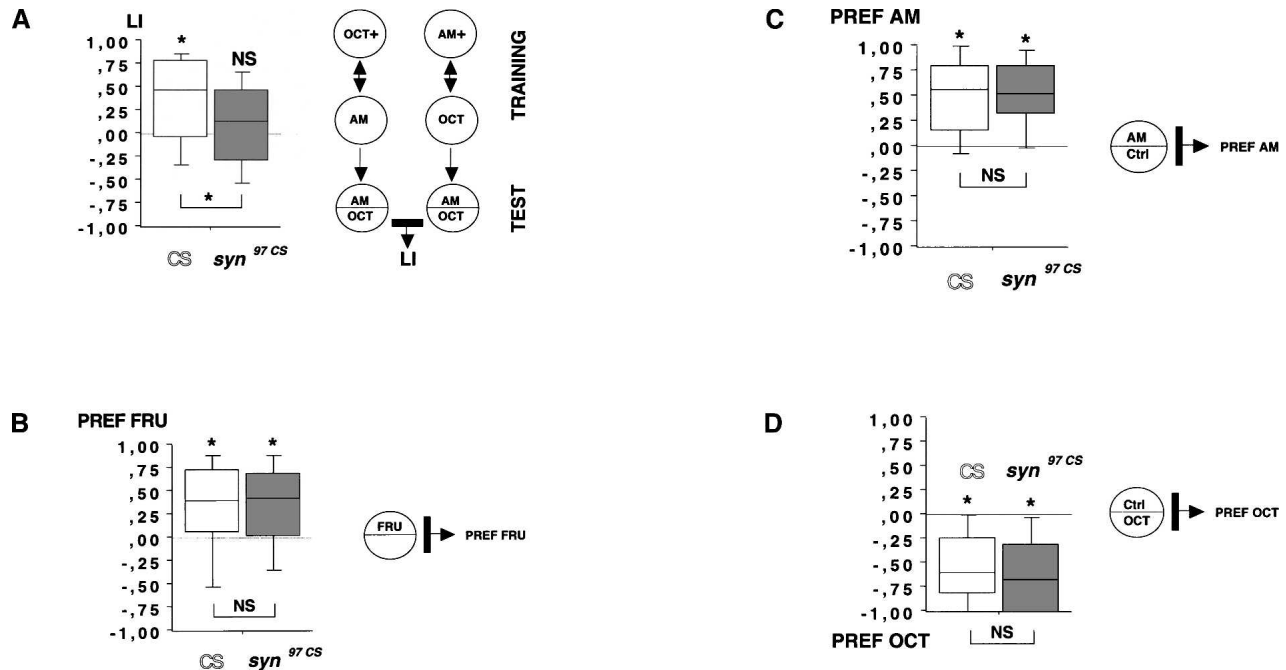 A
LI
1,00
,75
,50
,25
,00
-,25
-,50
-,75
-1,00
*
NS
*
CS
syn 97 CS
OCT+
AM+
AM
OCT
AM
OCT
AM
OCT
LI
TRAINING
TEST
B
PREF FRU
1,00
,75
,50
,25
,00
-,25
-,50
-,75
-1,00
*
*
NS
CS
syn 97 CS
FRU
PREF FRU
C
PREF AM
1,00
,75
,50
,25
,00
-,25
-,50
-,75
-1,00
*
*
NS
CS
syn 97 CS
AM
Ctrl
PREF AM
D
1,00
,75
,50
,25
,00
-,25
-,50
-,75
-1,00
CS
syn 97 CS
*
*
PREF OCT
NS
Ctrl
OCT
PREF OCT